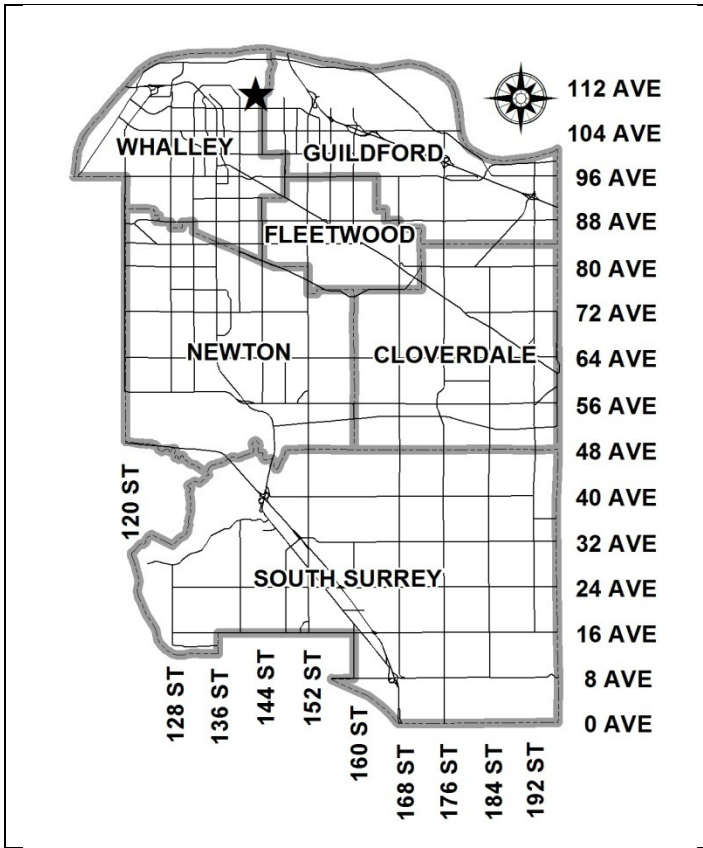 112 AVE
104 AVE
WHALLEY
GUILDFORD
96 AVE
88 AVE
FLEETWOOD
80 AVE
72 AVE
NEWTON
CLOVERDALE
64 AVE
56 AVE
48 AVE
120 ST
40 AVE
32 AVE
SOUTH SURREY
24 AVE
16 AVE
8 AVE
0 AVE
128 ST
136 ST
144 ST
152 ST
160 ST
168 ST
176 ST
184 ST
192 ST